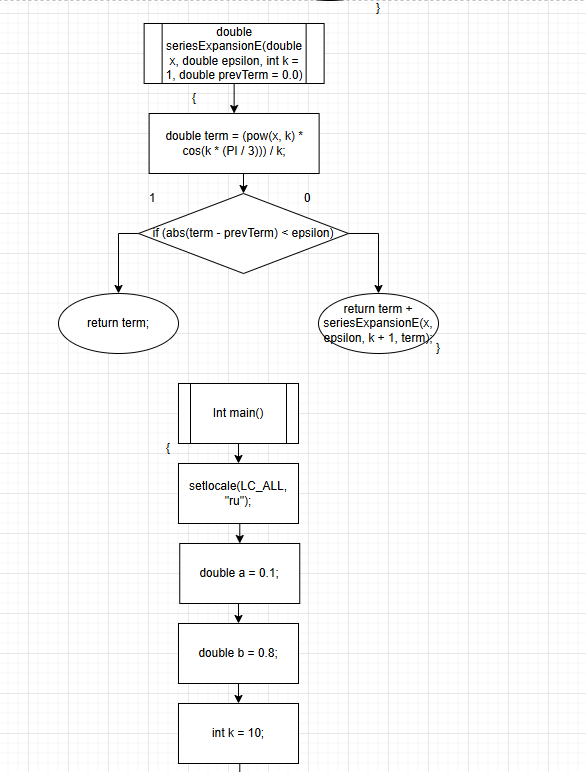 }
double
seriesExpansionE(double
x, double epsilon, int k =
1, double prevTerm = 0.0)
{
double term = (pow(x, k) *
cos(k * (PI / 3))) / k;
1
0
if (abs(term - prevTerm) < epsilon)
return term;
return term +
seriesExpansionE(x,
epsilon, k + 1, term);
}
Int main()
{
setlocale(LC_ALL,
"ru");
double a = 0.1;
double b = 0.8;
int k = 10;